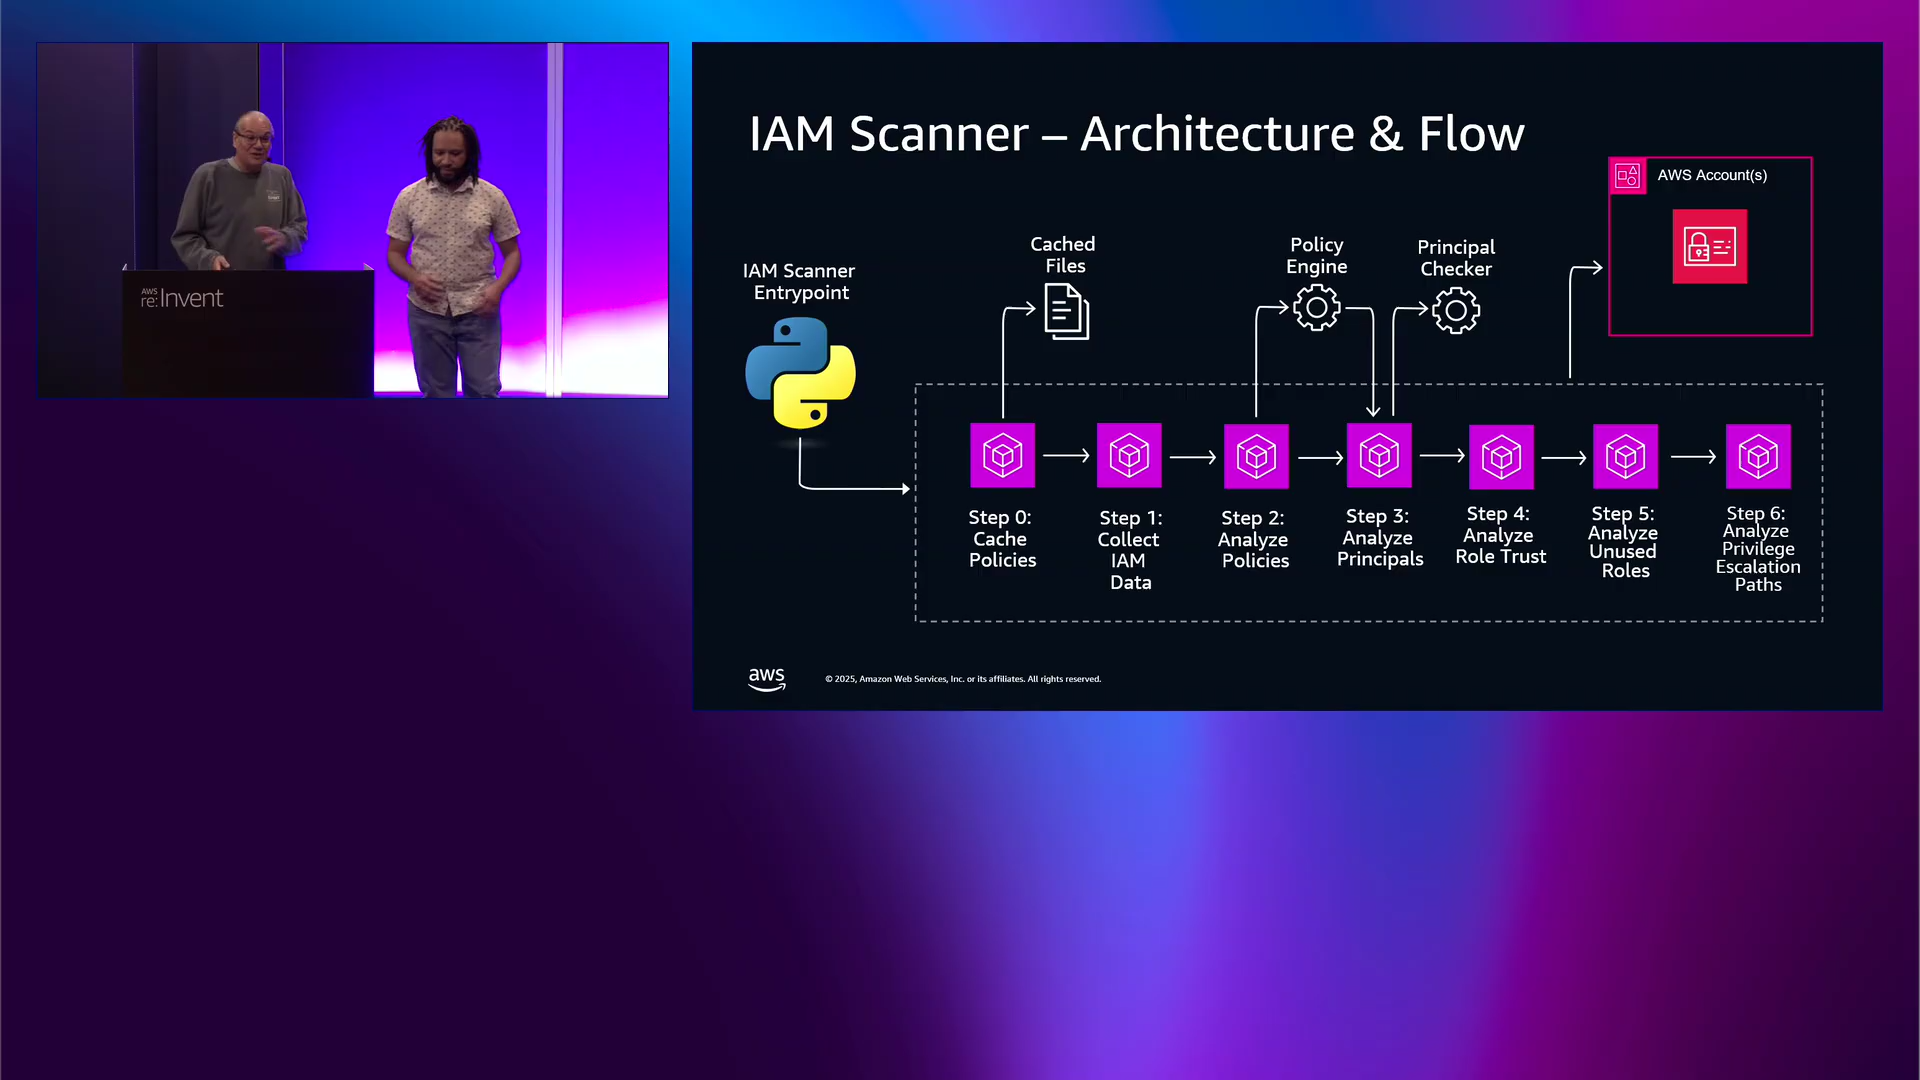 AWS
re:Invent
IAM Scanner – Architecture & Flow
AWS Account(s)
IAM Scanner
Entrypoint
Cached
Files
Policy
Engine
Principal
Checker
Step 0:
Cache
Policies
Step 1:
Collect
IAM
Data
Step 2:
Analyze
Policies
Step 3:
Analyze
Principals
Step 4:
Analyze
Role Trust
Step 5:
Analyze
Unused
Roles
Step 6:
Analyze
Privilege
Escalation
Paths
aws
© 2025, Amazon Web Services, Inc. or its affiliates. All rights reserved.